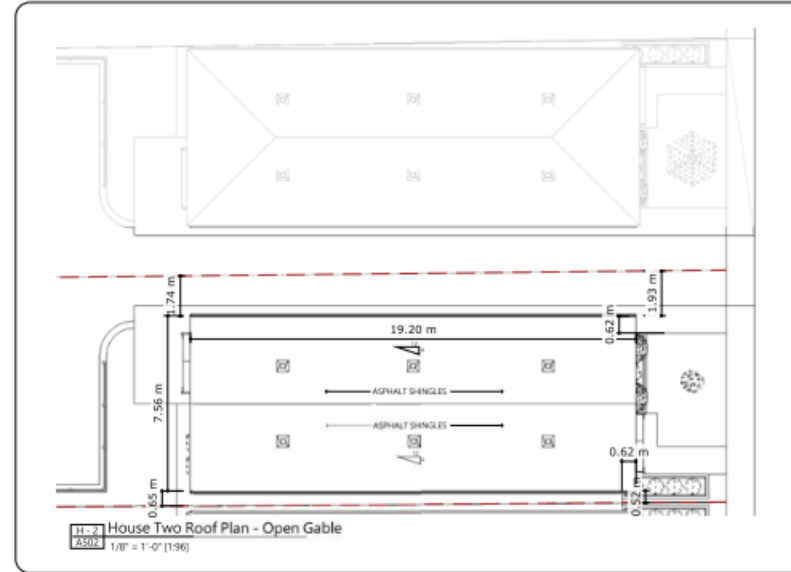 1.74 m
1.93 m
0.62 m
19.20 m
ASPHALT SHINGLES
7.56 m
ASPHALT SHINGLES
0.62 m
0.65 m
0.52 m
H - 2 House Two Roof Plan - Open Gable
A502 1/8" = 1'-0" [1:96]